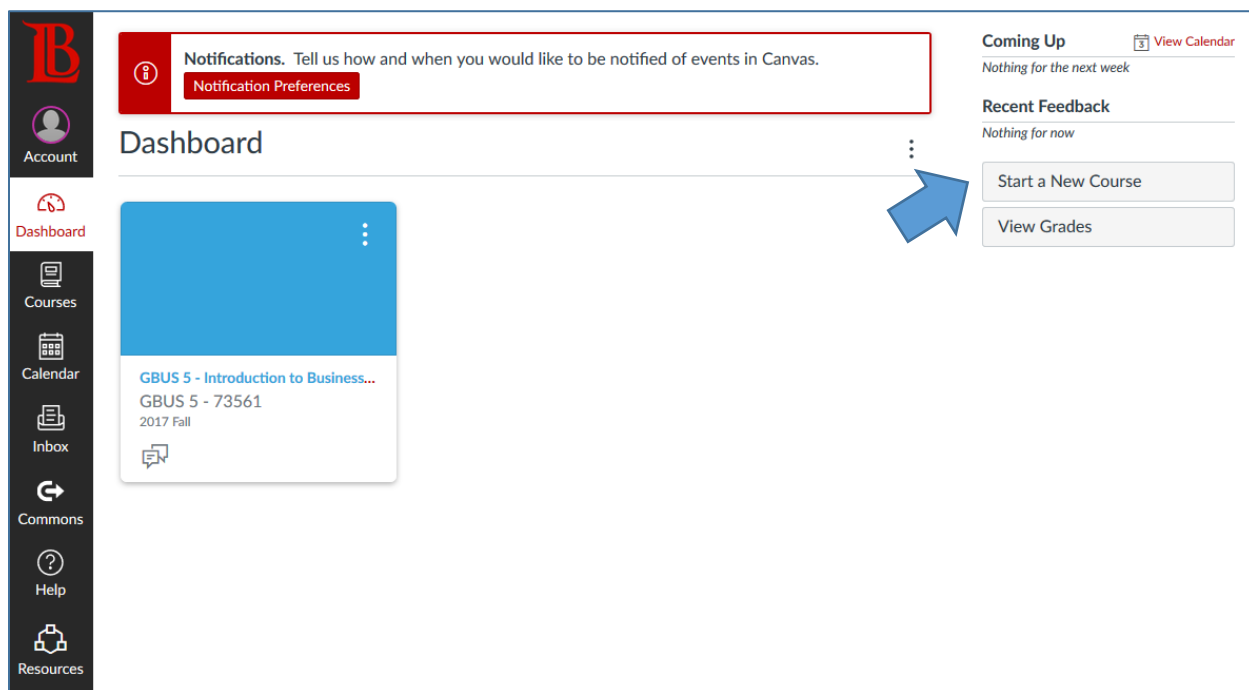 LB
Account
Dashboard
Courses
Calendar
Inbox
Commons
Help
Resources
Notifications. Tell us how and when you would like to be notified of events in Canvas.
Notification Preferences
Dashboard
GBUS 5 - Introduction to Business...
GBUS 5 - 73561
2017 Fall
Coming Up
3 View Calendar
Nothing for the next week
Recent Feedback
Nothing for now
Start a New Course
View Grades